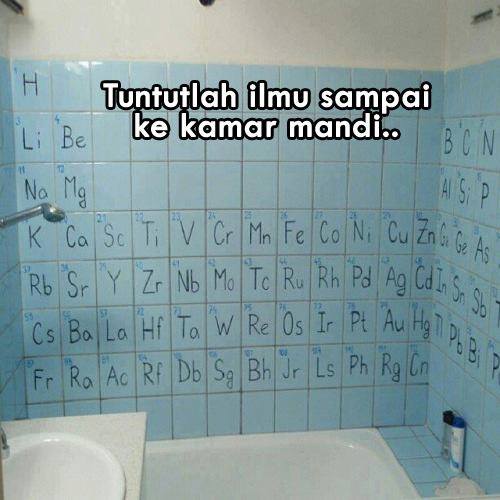 Tuntutlah ilmu sampai
ke kamar mandi..
H
Li Be B C N
Na Mg Al Si P
K Ca Sc Ti V Cr Mn Fe Co Ni Cu Zn Ga Ge As
Rb Sr Y Zr Nb Mo Tc Ru Rh Pd Ag Cd In Sn Sb
Cs Ba La Hf Ta W Re Os Ir Pt Au Hg Tl Pb Bi
Fr Ra Ac Rf Db Sg Bh Jr Ls Ph Rg Cn